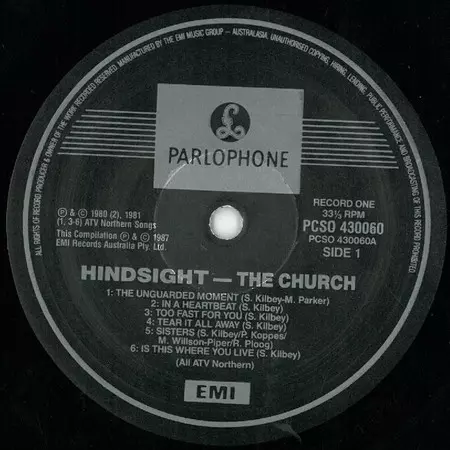 ALL RIGHTS OF RECORD PRODUCER & OWNER OF THE WORK RECORDED RESERVED. MANUFACTURED BY THE EMI MUSIC GROUP – AUSTRALASIA. UNAUTHORISED COPYING, HIRING, LENDING, PUBLIC PERFORMANCE AND BROADCASTING OF THIS RECORD PROHIBITED.
PARLOPHONE
RECORD ONE
33⅓ RPM
PCSO 430060
PCSO 430060A
SIDE 1
℗ & © 1980 (2), 1981
(1, 3-6) ATV Northern Songs
This Compilation ℗ & © 1987
EMI Records Australia Pty. Ltd.
HINDSIGHT — THE CHURCH
1: THE UNGUARDED MOMENT (S. Kilbey-M. Parker)
2: IN A HEARTBEAT (S. Kilbey)
3: TOO FAST FOR YOU (S. Kilbey)
4: TEAR IT ALL AWAY (S. Kilbey)
5: SISTERS (S. Kilbey/P. Koppes/
M. Willson-Piper/R. Ploog)
6: IS THIS WHERE YOU LIVE (S. Kilbey)
(All ATV Northern)
EMI